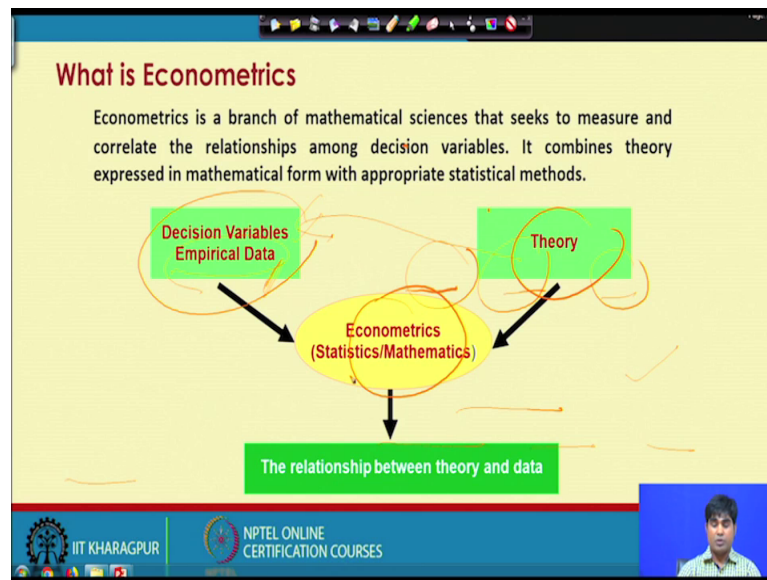 What is Econometrics
Econometrics is a branch of mathematical sciences that seeks to measure and
correlate the relationships among decision variables. It combines theory
expressed in mathematical form with appropriate statistical methods.
Decision Variables
Empirical Data
Theory
Econometrics
(Statistics/Mathematics)
The relationship between theory and data
IIT KHARAGPUR
NPTEL ONLINE
CERTIFICATION COURSES